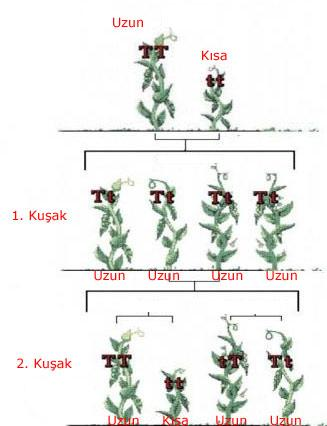 Uzun
TT
Kısa
tt
Tt Tt Tt Tt
1. Kuşak
Uzun Uzun Uzun Uzun
TT tt tT Tt
2. Kuşak
Uzun Kısa Uzun Uzun